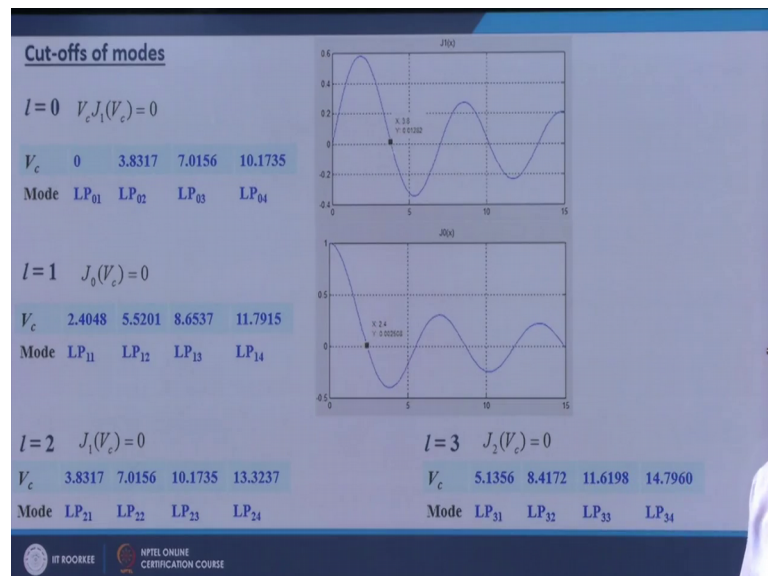 Cut-offs of modes
l = 0 V_c J_1(V_c) = 0
V_c 0 3.8317 7.0156 10.1735
Mode LP01 LP02 LP03 LP04
l = 1 J_0(V_c) = 0
V_c 2.4048 5.5201 8.6537 11.7915
Mode LP11 LP12 LP13 LP14
l = 2 J_1(V_c) = 0
V_c 3.8317 7.0156 10.1735 13.3237
Mode LP21 LP22 LP23 LP24
J1(x)
0.6
0.4
0.2
0
-0.2
-0.4
0 5 10 15
X: 3.8
Y: 0.01282
J0(x)
1
0.5
0
-0.5
0 5 10 15
X: 2.4
Y: 0.002508
l = 3 J_2(V_c) = 0
V_c 5.1356 8.4172 11.6198 14.7960
Mode LP31 LP32 LP33 LP34
IIT ROORKEE
NPTEL ONLINE
CERTIFICATION COURSE